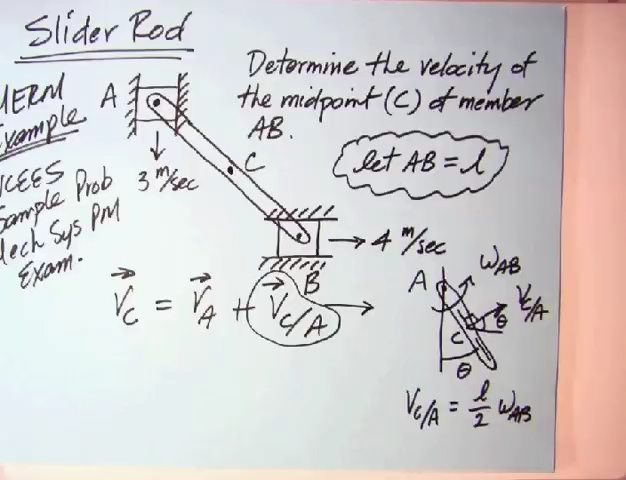 Slider Rod
MERM
Example
NCEES
Sample Prob
Mech Sys PM
Exam.
Determine the velocity of
the midpoint (C) of member
AB.
let AB = l
A
C
3 m/sec
4 m/sec
B
V⃗C = V⃗A + V⃗C/A
A
ωAB
VC/A
θ
C
θ
VC/A = l/2 ωAB